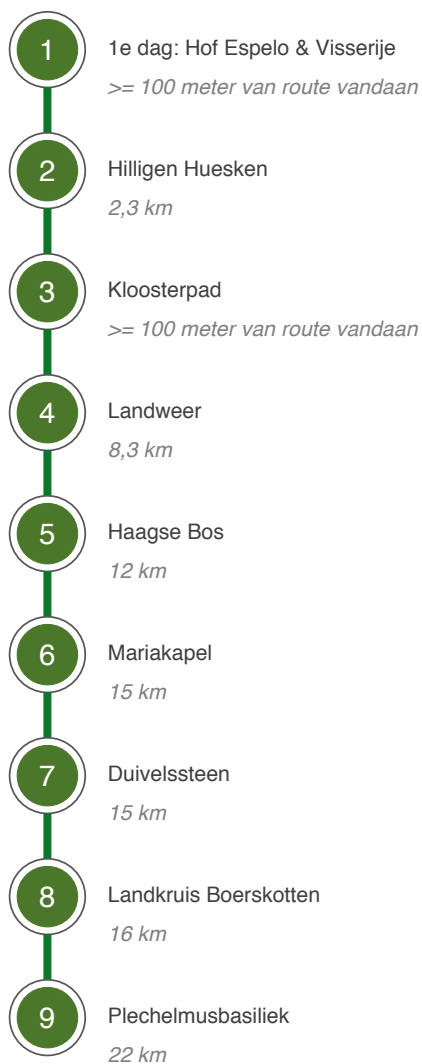 1
1e dag: Hof Espelo & Visserije
>= 100 meter van route vandaan
2
Hilligen Huesken
2,3 km
3
Kloosterpad
>= 100 meter van route vandaan
4
Landweer
8,3 km
5
Haagse Bos
12 km
6
Mariakapel
15 km
7
Duivelssteen
15 km
8
Landkruis Boerskotten
16 km
9
Plechelmusbasiliek
22 km